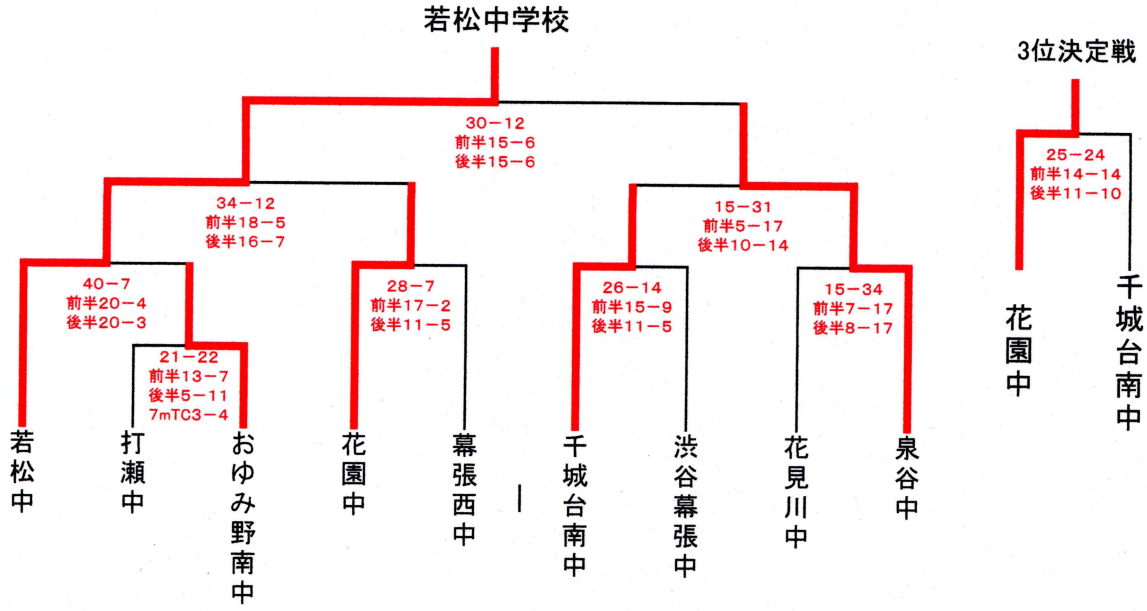 若松中学校
3位決定戦
30-12
前半15-6
後半15-6
25-24
前半14-14
後半11-10
34-12
前半18-5
後半16-7
15-31
前半5-17
後半10-14
40-7
前半20-4
後半20-3
28-7
前半17-2
後半11-5
26-14
前半15-9
後半11-5
15-34
前半7-17
後半8-17
21-22
前半13-7
後半5-11
7mTC3-4
花園中
千城台南中
若松中
打瀬中
おゆみ野南中
花園中
幕張西中
千城台南中
渋谷幕張中
花見川中
泉谷中